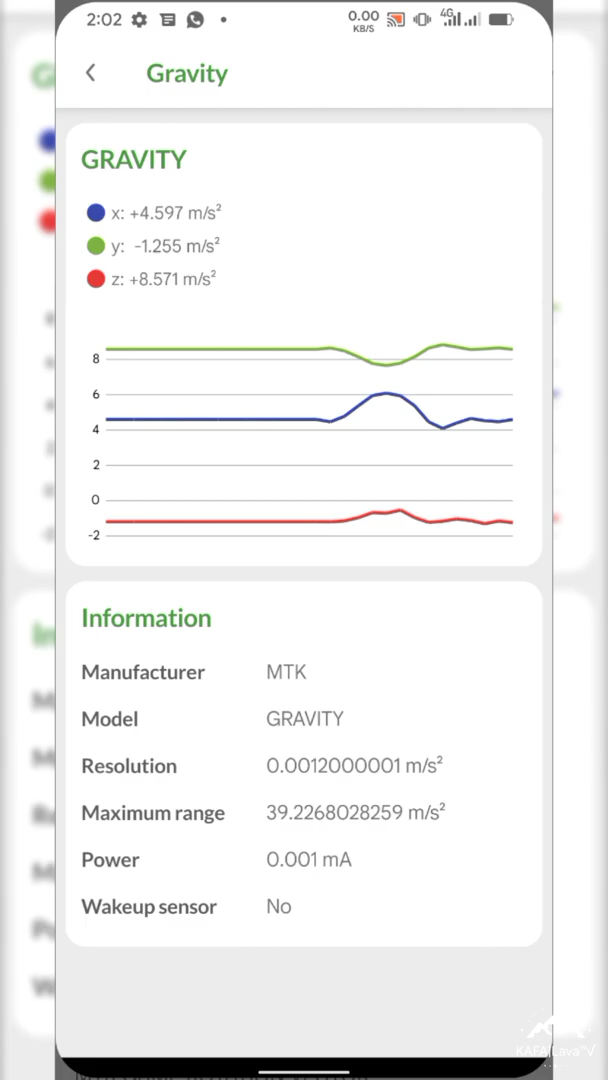 2:02
0.00
KB/S
4G
Gravity
GRAVITY
x: +4.597 m/s²
y: -1.255 m/s²
z: +8.571 m/s²
8
6
4
2
0
-2
Information
Manufacturer MTK
Model GRAVITY
Resolution 0.0012000001 m/s²
Maximum range 39.2268028259 m/s²
Power 0.001 mA
Wakeup sensor No